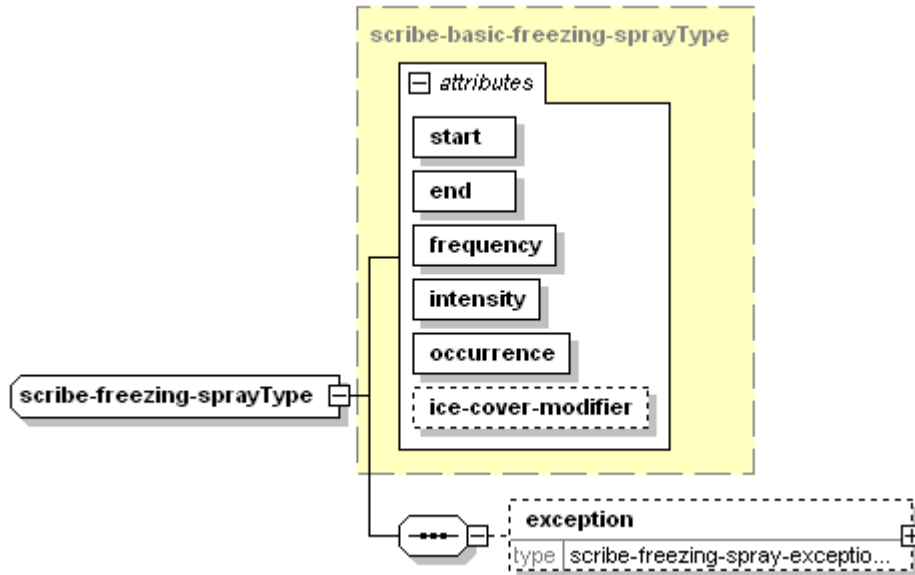 scribe-basic-freezing-sprayType
attributes
start
end
frequency
intensity
occurrence
ice-cover-modifier
scribe-freezing-sprayType
exception
type scribe-freezing-spray-exceptio...